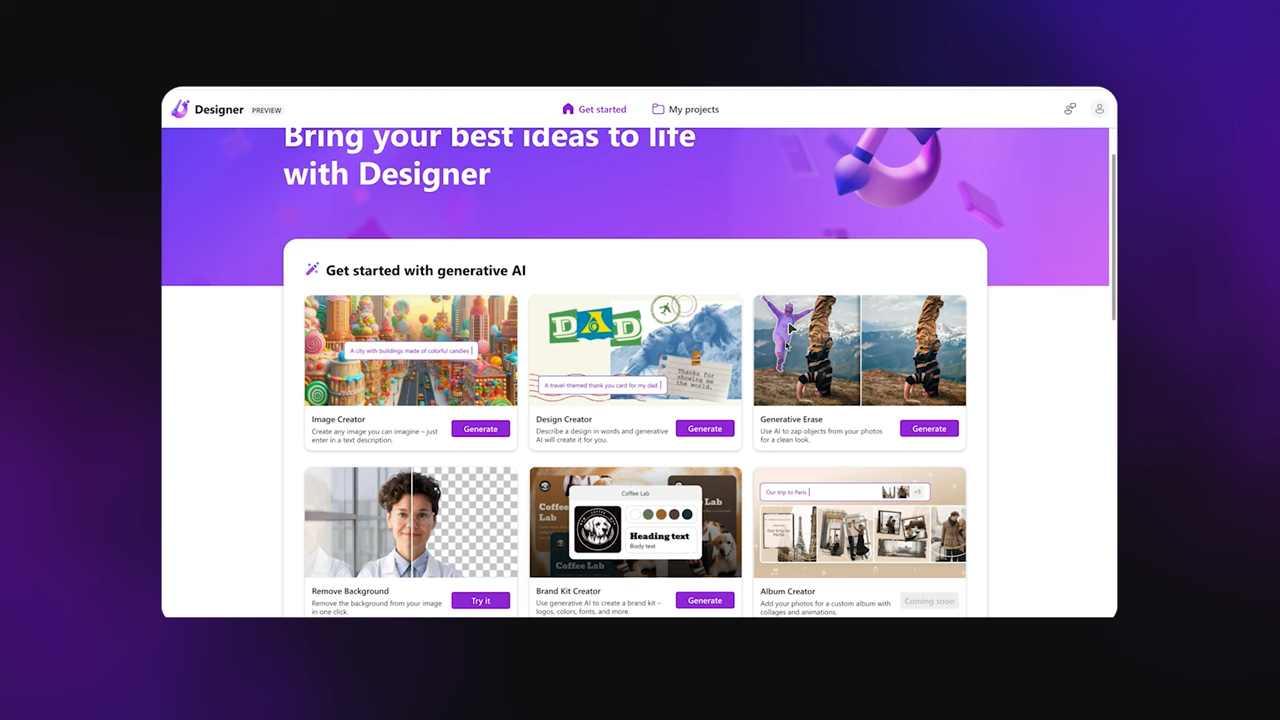 Designer PREVIEW
Get started
My projects
Bring your best ideas to life
with Designer
Get started with generative AI
A city with buildings made of colorful candies
Image Creator
Create any image you can imagine – just
enter in a text description.
Generate
DAD
A travel-themed thank you card for my dad
Thanks for
showing me
the world.
Design Creator
Describe a design in words and generative
AI will create it for you.
Generate
Generative Erase
Use AI to zap objects from your photos
for a clean look.
Generate
Remove Background
Remove the background from your image
in one click.
Try it
Coffee
Lab
Lab
Coffee Lab
Coffee Lab
Heading text
Body text
Brand Kit Creator
Use generative AI to create a brand kit –
logos, colors, fonts, and more.
Generate
Our trip to Paris
+5
Our trip to
Paris
Album Creator
Add your photos for a custom album with
collages and animations.
Coming soon